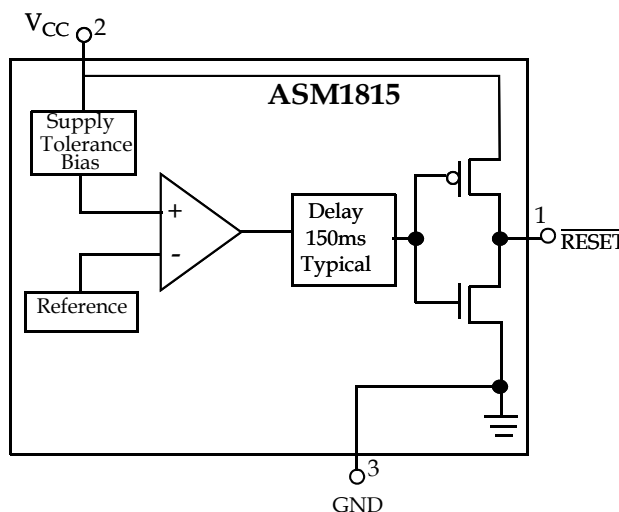 VCC 2
ASM1815
Supply
Tolerance
Bias
+
-
Reference
Delay
150ms
Typical
1
RESET
3
GND